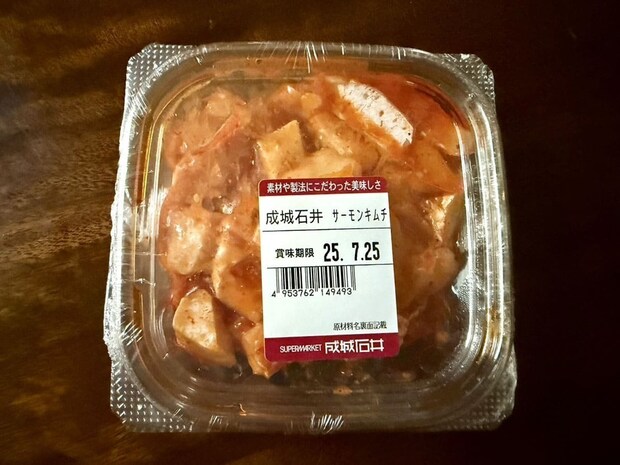 素材や製法にこだわった美味しさ
成城石井 サーモンキムチ
賞味期限 25. 7.25
4 953762 149493
原材料名裏面記載
SUPERMARKET 成城石井